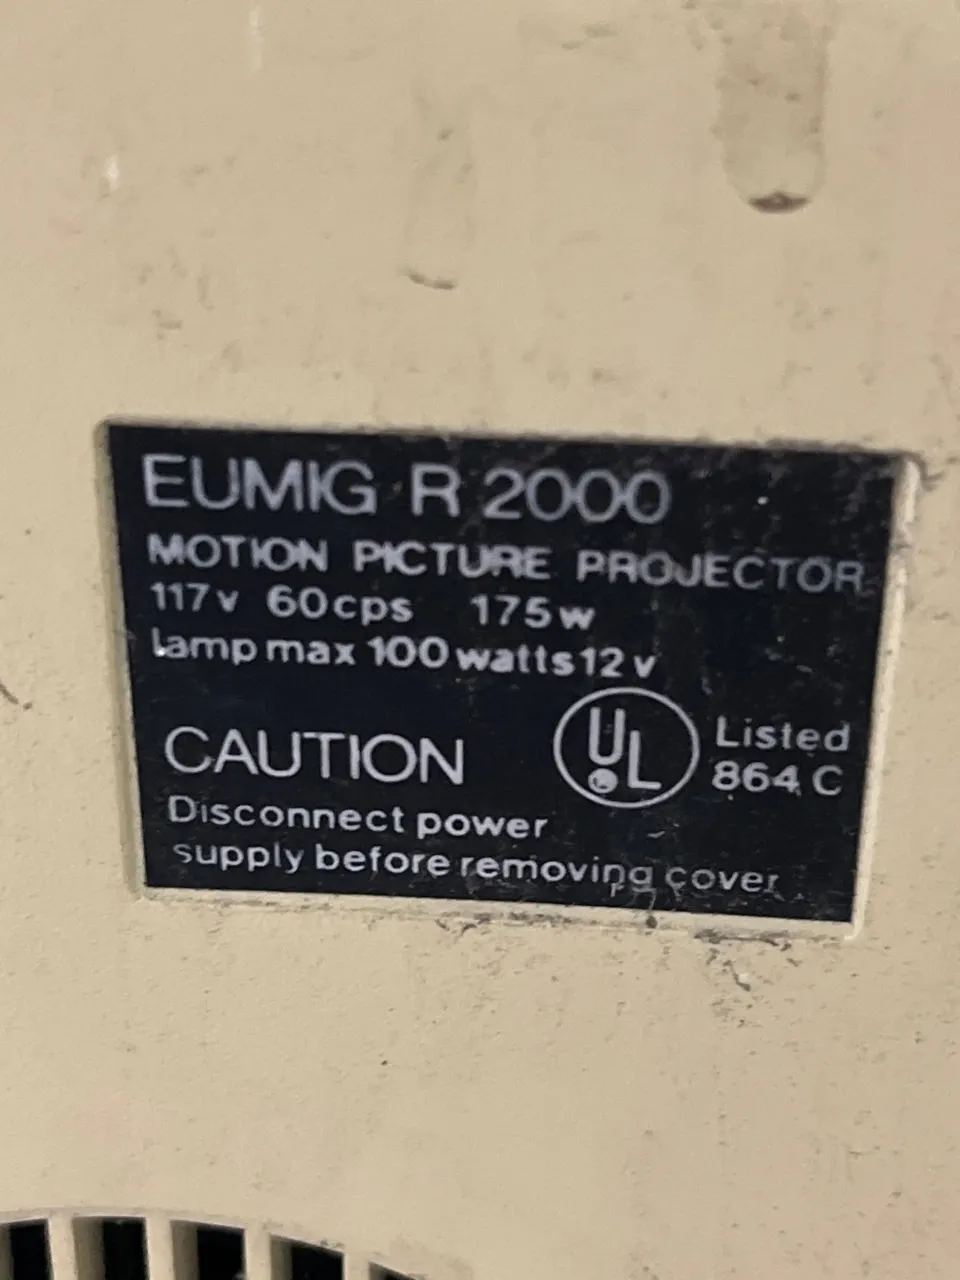 EUMIG R 2000
MOTION PICTURE PROJECTOR
117v 60cps 175w
Lamp max 100 watts 12v
UL Listed
864 C
CAUTION
Disconnect power
supply before removing cover